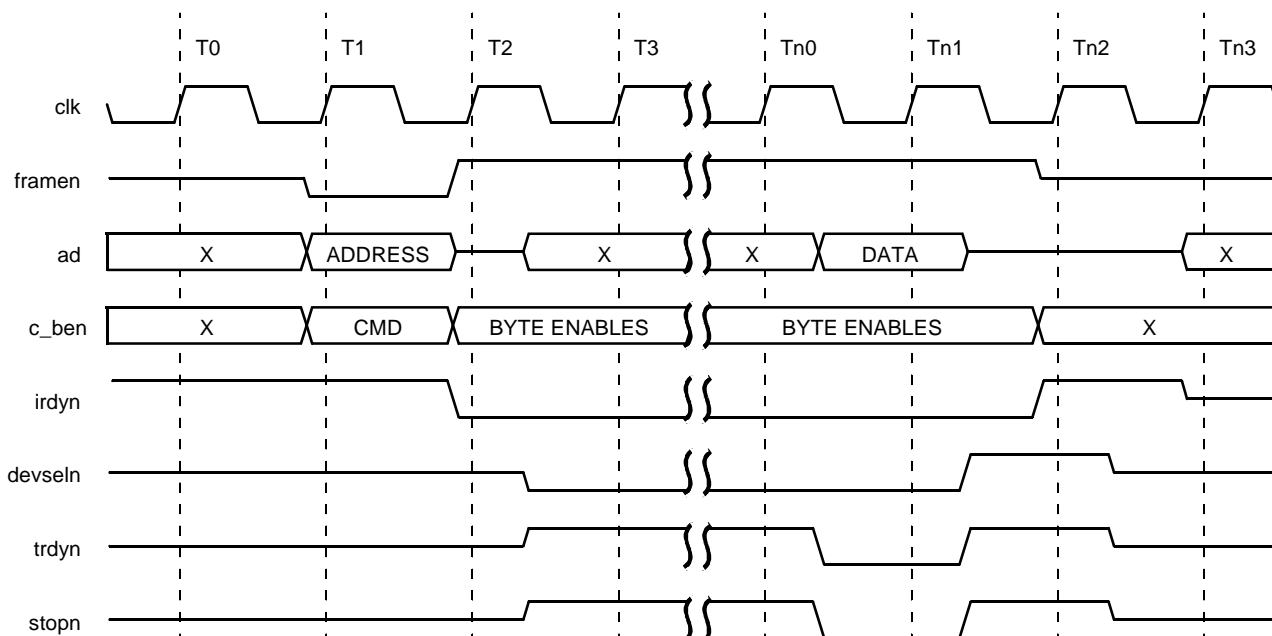 T0 T1 T2 T3 Tn0 Tn1 Tn2 Tn3
clk
framen
ad X ADDRESS X X DATA X
c_ben X CMD BYTE ENABLES BYTE ENABLES X
irdyn
devseln
trdyn
stopn